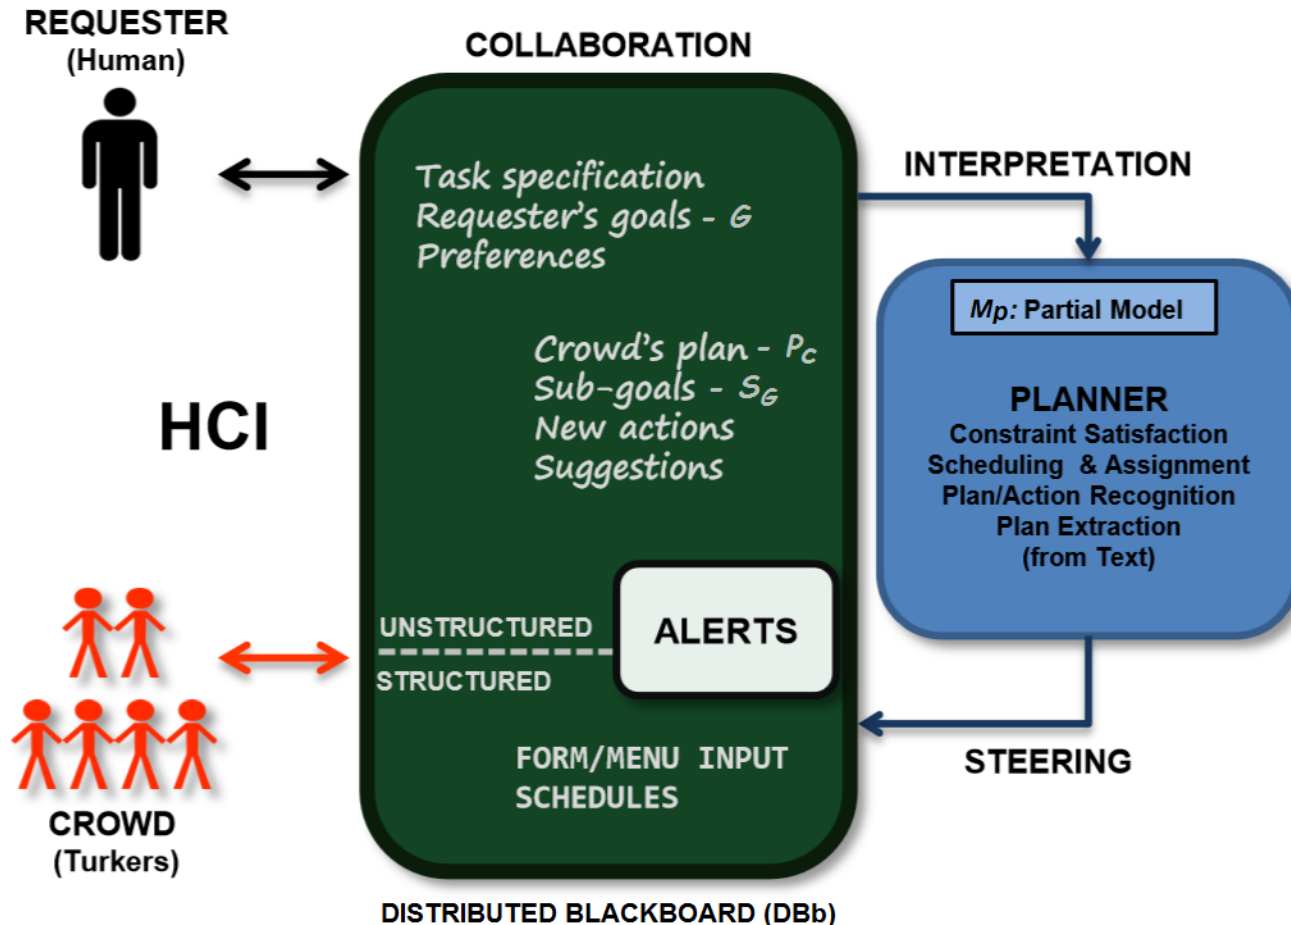 REQUESTER
(Human)
COLLABORATION
Task specification
Requester's goals - G
Preferences
Crowd's plan - PC
Sub-goals - SG
New actions
Suggestions
INTERPRETATION
Mp: Partial Model
PLANNER
Constraint Satisfaction
Scheduling & Assignment
Plan/Action Recognition
Plan Extraction
(from Text)
HCI
UNSTRUCTURED
STRUCTURED
ALERTS
FORM/MENU INPUT
SCHEDULES
STEERING
CROWD
(Turkers)
DISTRIBUTED BLACKBOARD (DBb)